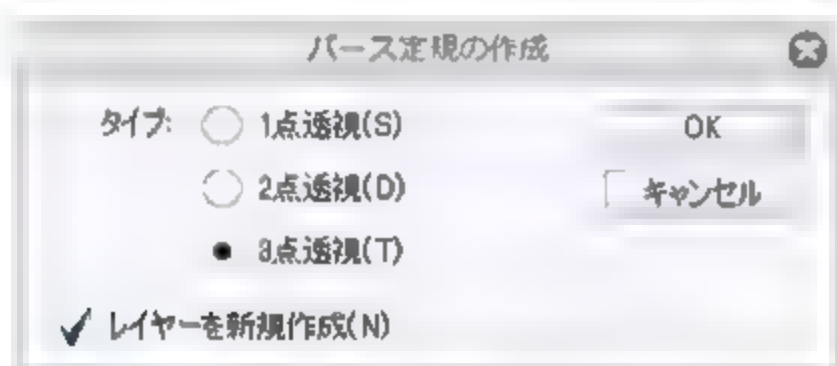 パース定規の作成
タイプ: 1点透視(S) OK
2点透視(D) キャンセル
3点透視(T)
レイヤーを新規作成(N)